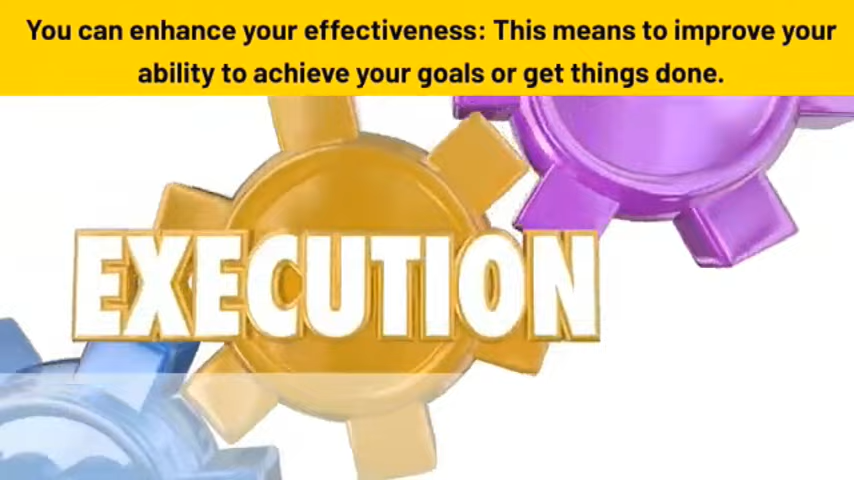 You can enhance your effectiveness: This means to improve your
ability to achieve your goals or get things done.
EXECUTION